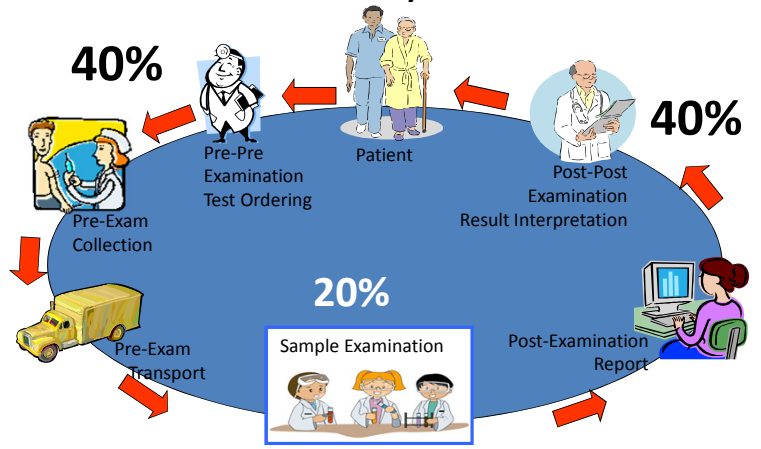 40%
Pre-Pre
Examination
Test Ordering
Patient
40%
Post-Post
Examination
Result Interpretation
Pre-Exam
Collection
20%
Pre-Exam
Transport
Sample Examination
Post-Examination
Report